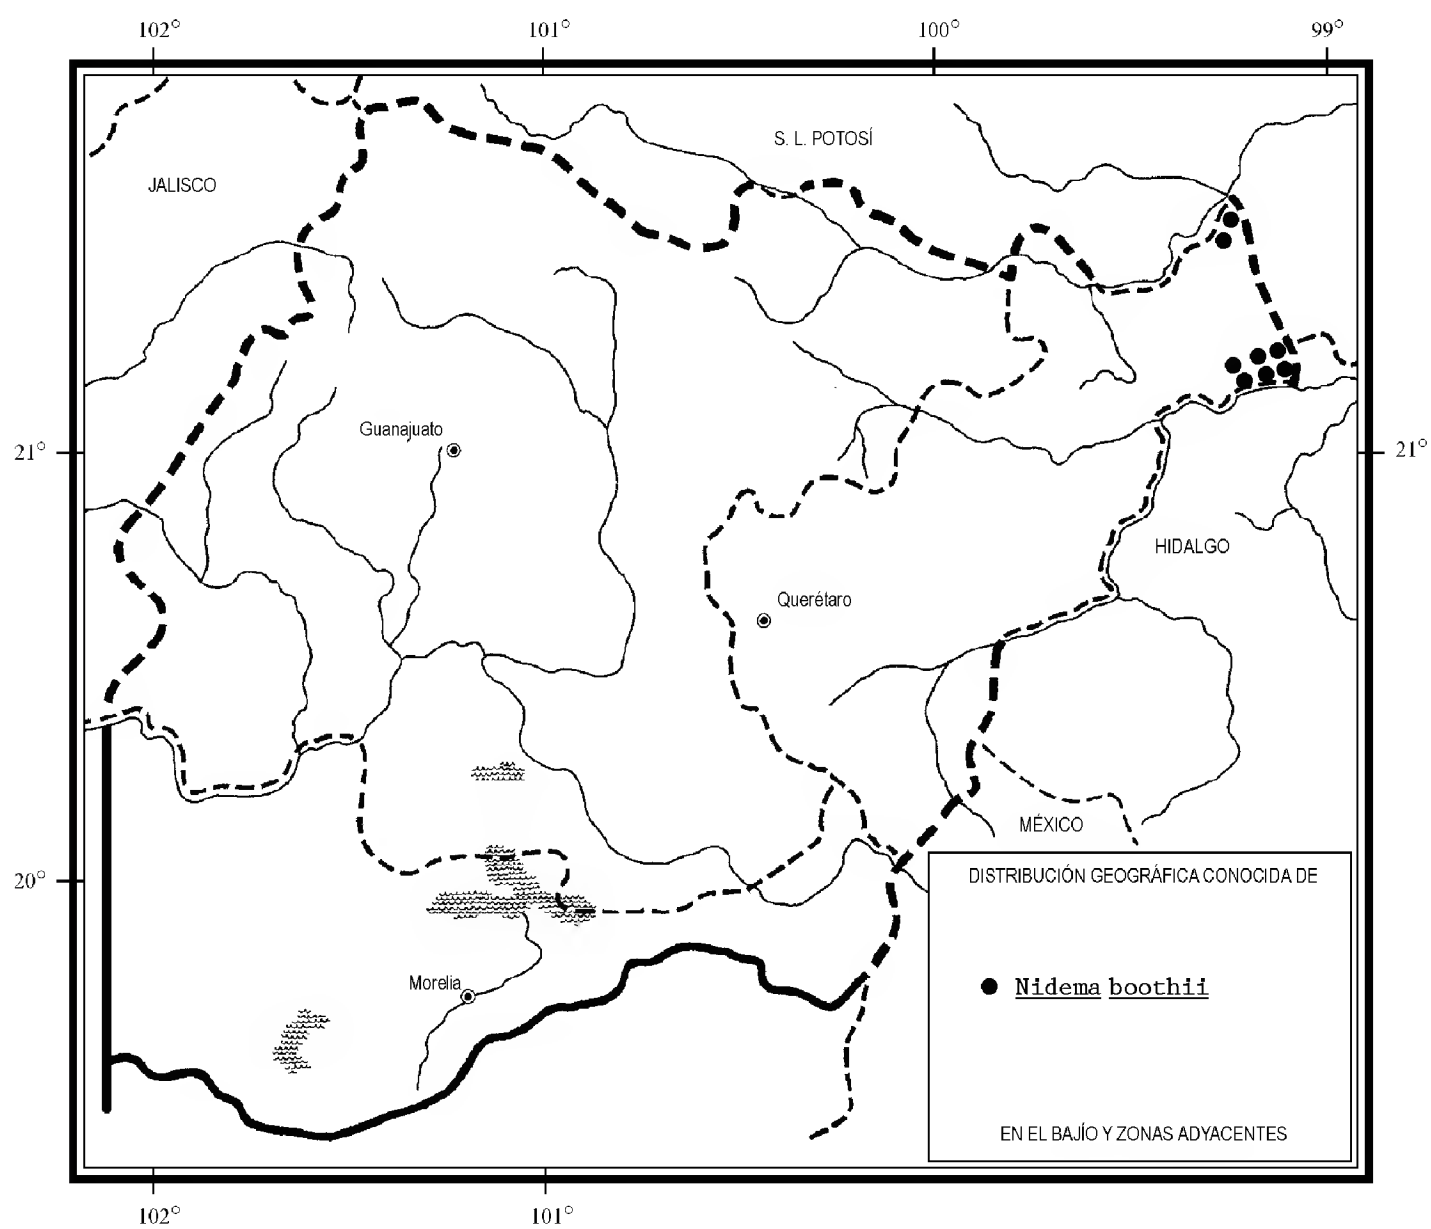 102° 101° 100° 99°
S. L. POTOSÍ
JALISCO
Guanajuato
21° 21°
HIDALGO
Querétaro
MÉXICO
20°
DISTRIBUCIÓN GEOGRÁFICA CONOCIDA DE
Morelia
Nidema boothii
EN EL BAJÍO Y ZONAS ADYACENTES
102° 101°